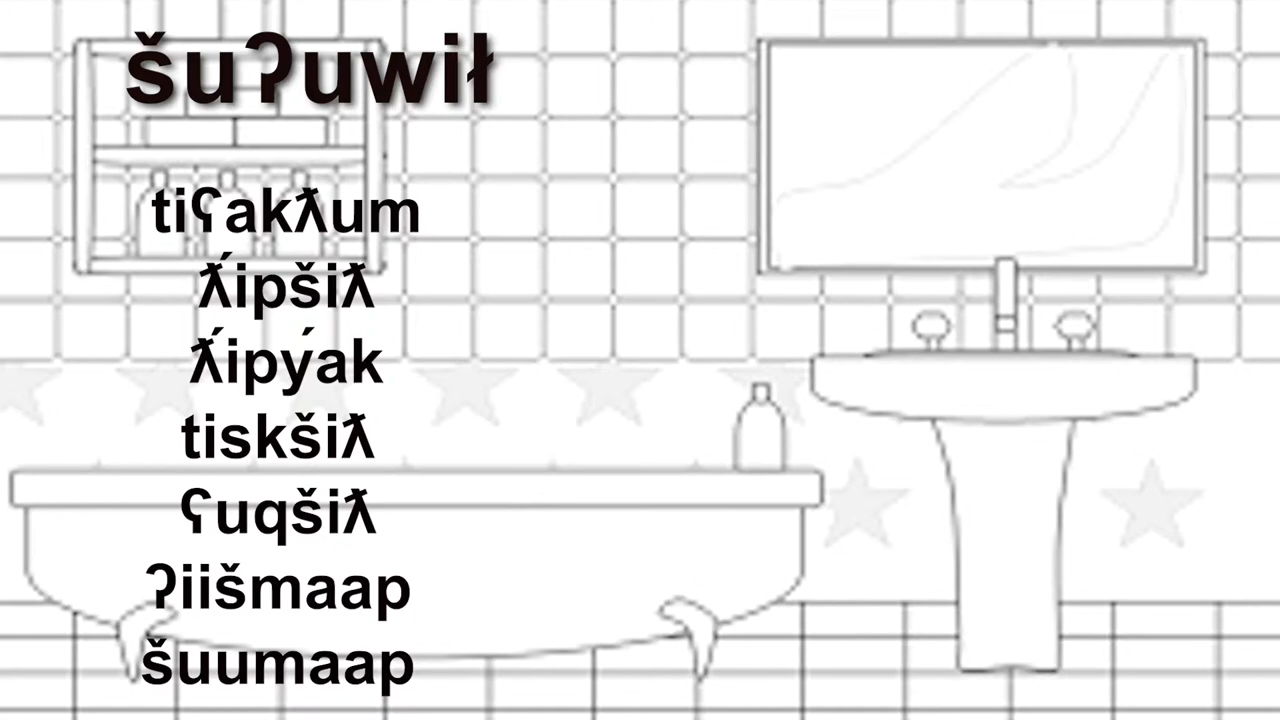 šuʔuwił
tiʕakƛum
ƛ̓ipšiƛ
ƛ̓ipy̓ak
tiskšiƛ
ʕuqšiƛ
ʔiišmaap
šuumaap